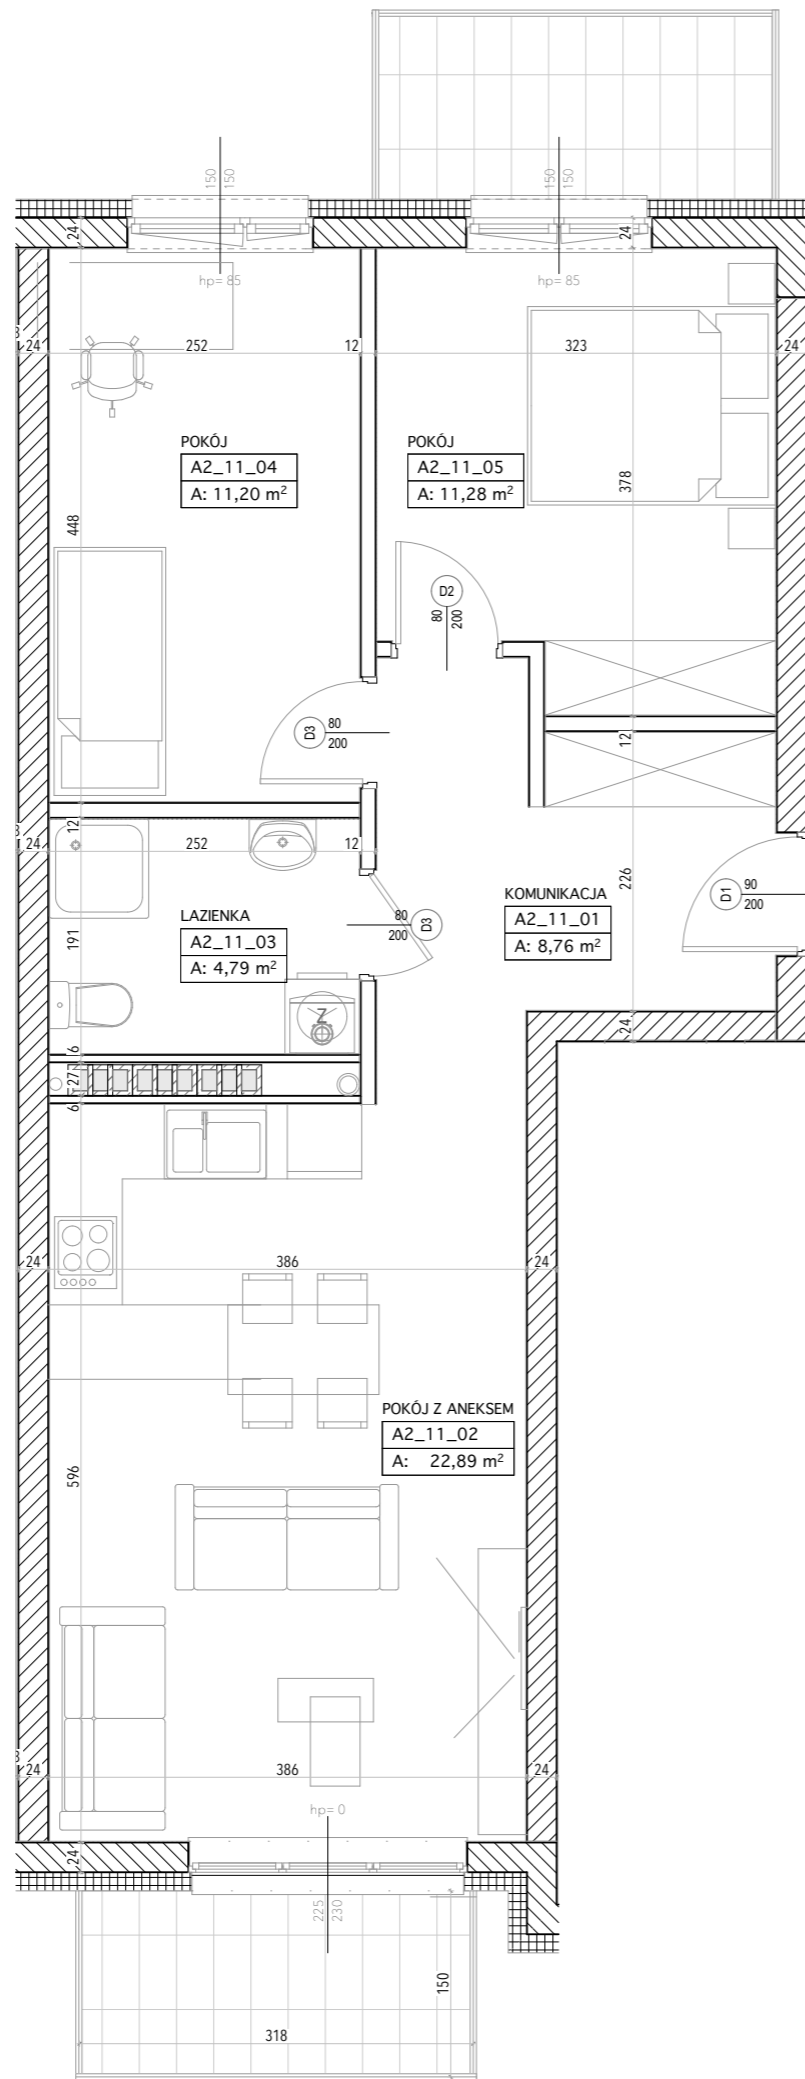 150
150
150
150
24
24
hp= 85
hp= 85
24
252
12
323
24
POKÓJ
A2_11_04
A: 11,20 m²
POKÓJ
A2_11_05
A: 11,28 m²
448
378
D2
80
200
D3
80
200
12
12
24
252
12
191
LAZIENKA
A2_11_03
A: 4,79 m²
80
200
D3
KOMUNIKACJA
A2_11_01
A: 8,76 m²
226
D1
90
200
Z
24
6
27
6
24
386
24
POKÓJ Z ANEKSEM
A2_11_02
A: 22,89 m²
596
24
386
24
hp= 0
24
225
230
150
318